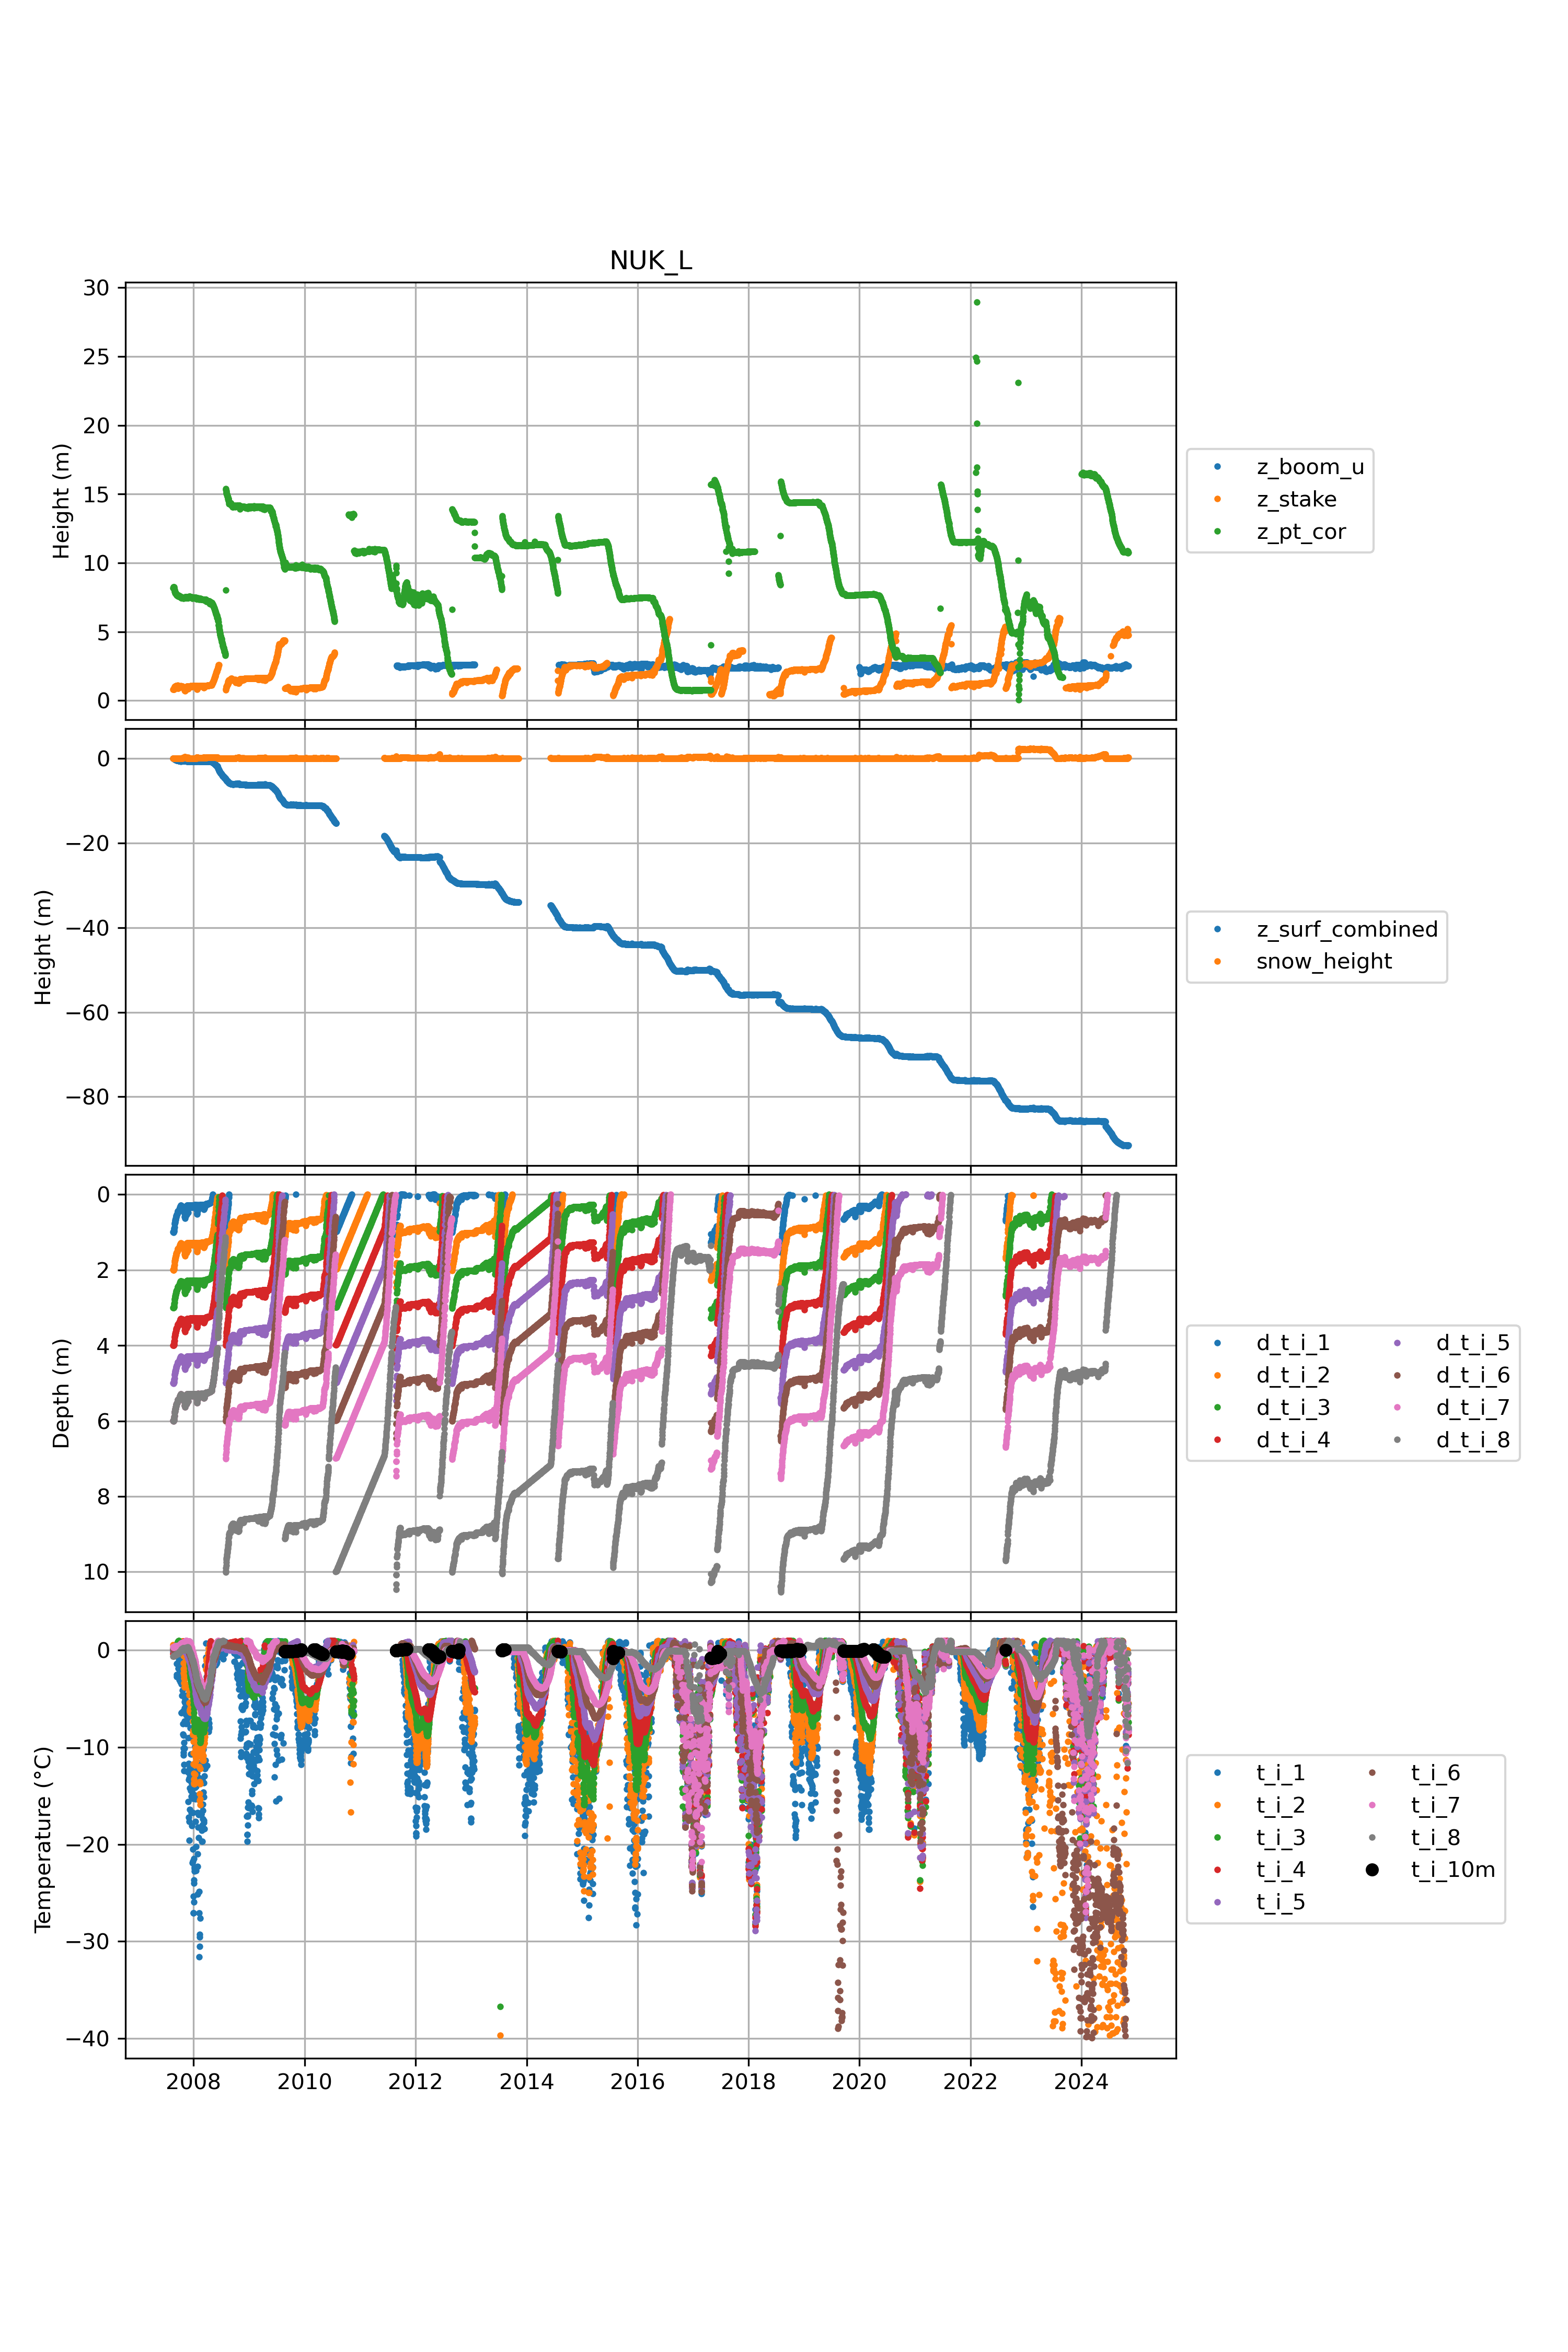 NUK_L
30
25
20
15
10
5
0
Height (m)
z_boom_u
z_stake
z_pt_cor
0
−20
−40
−60
−80
Height (m)
z_surf_combined
snow_height
0
2
4
6
8
10
Depth (m)
d_t_i_1 d_t_i_5
d_t_i_2 d_t_i_6
d_t_i_3 d_t_i_7
d_t_i_4 d_t_i_8
0
−10
−20
−30
−40
Temperature (°C)
t_i_1 t_i_6
t_i_2 t_i_7
t_i_3 t_i_8
t_i_4 t_i_10m
t_i_5
2008 2010 2012 2014 2016 2018 2020 2022 2024